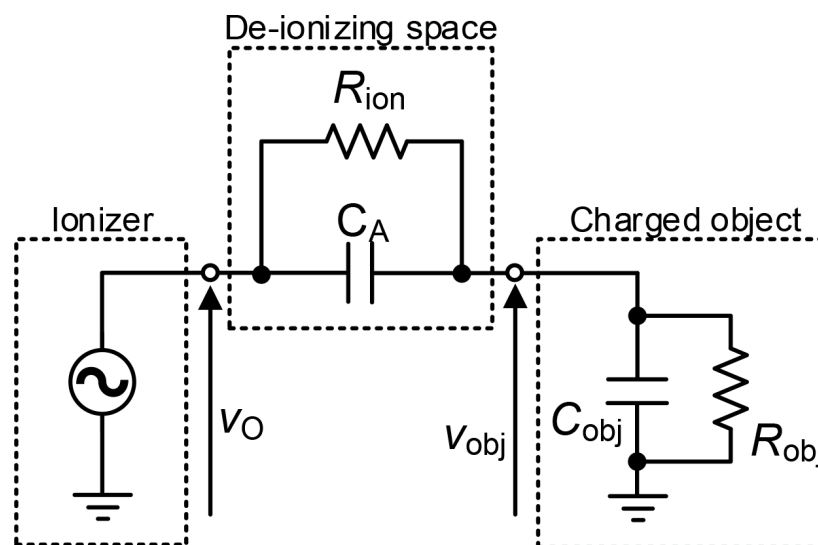 De-ionizing space
Rion
Ionizer
CA
Charged object
vO
vobj
Cobj
Robj